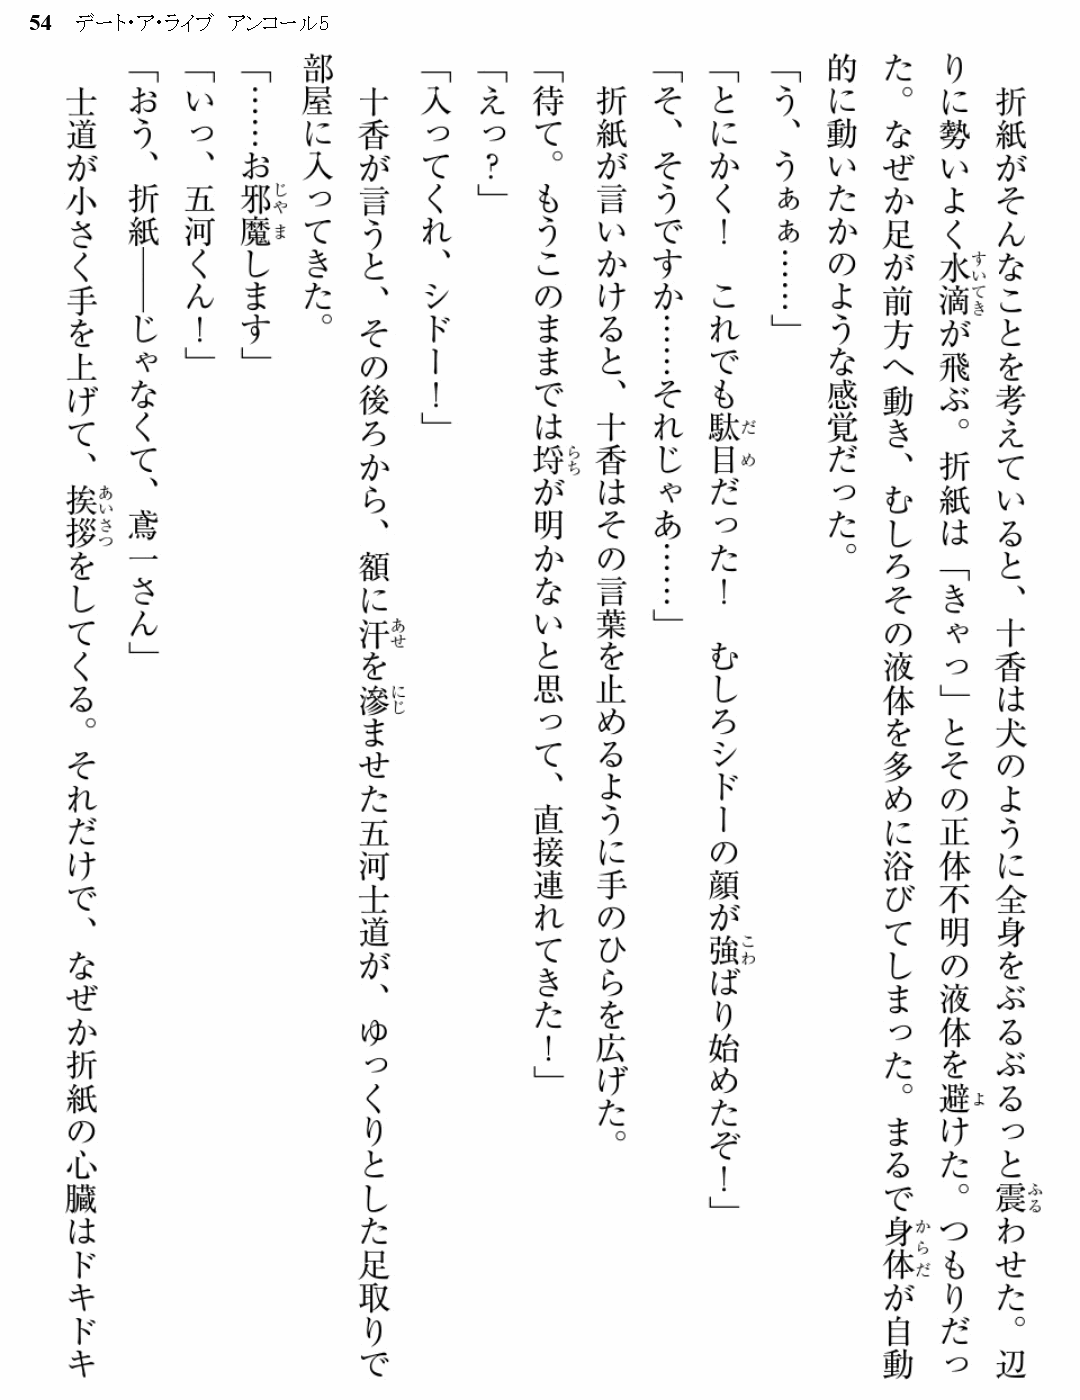 54　デート・ア・ライブ　アンコール5
　折紙がそんなことを考えていると、十香は犬のように全身をぶるぶるっと震わせた。辺
りに勢いよく水滴が飛ぶ。折紙は「きゃっ」とその正体不明の液体を避けた。つもりだっ
た。なぜか足が前方へ動き、むしろその液体を多めに浴びてしまった。まるで身体が自動
的に動いたかのような感覚だった。
「う、うぁぁ……」
「とにかく！　これでも駄目だった！　むしろシドーの顔が強ばり始めたぞ！」
「そ、そうですか……それじゃあ……」
　折紙が言いかけると、十香はその言葉を止めるように手のひらを広げた。
「待て。もうこのままでは埒が明かないと思って、直接連れてきた！」
「えっ？」
「入ってくれ、シドー！」
　十香が言うと、その後ろから、額に汗を滲ませた五河士道が、ゆっくりとした足取りで
部屋に入ってきた。
「……お邪魔します」
「いっ、五河くん！」
「おう、折紙――じゃなくて、鳶一さん」
　士道が小さく手を上げて、挨拶をしてくる。それだけで、なぜか折紙の心臓はドキドキ